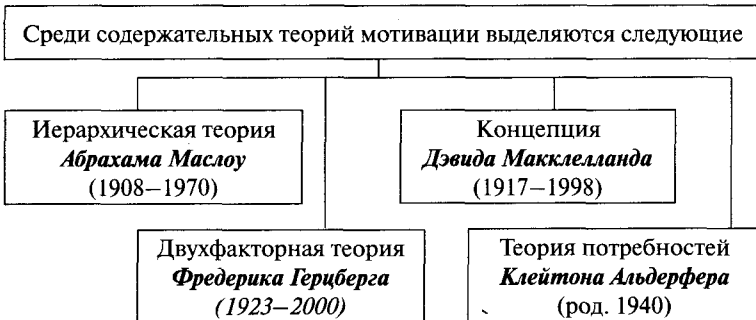 Среди содержательных теорий мотивации выделяются следующие
Иерархическая теория
Абрахама Маслоу
(1908–1970)
Концепция
Дэвида Макклелланда
(1917–1998)
Двухфакторная теория
Фредерика Герцберга
(1923–2000)
Теория потребностей
Клейтона Альдерфера
(род. 1940)